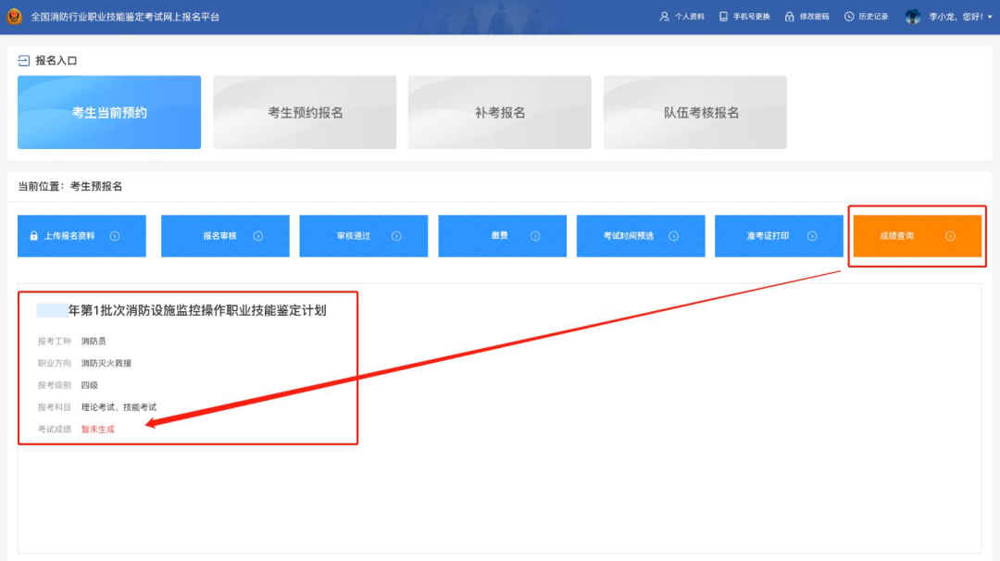 全国消防行业职业技能鉴定考试网上报名平台
个人资料 手机号更换 修改密码 历史记录 李小龙，您好!
报名入口
考生当前预约 考生预约报名 补考报名 队伍考核报名
当前位置：考生预报名
上传报名资料 报名审核 审核通过 缴费 考试时间预选 准考证打印 成绩查询
年第1批次消防设施监控操作职业技能鉴定计划
报考工种 消防员
职业方向 消防灭火救援
报考级别 四级
报考科目 理论考试、技能考试
考试成绩 暂未生成